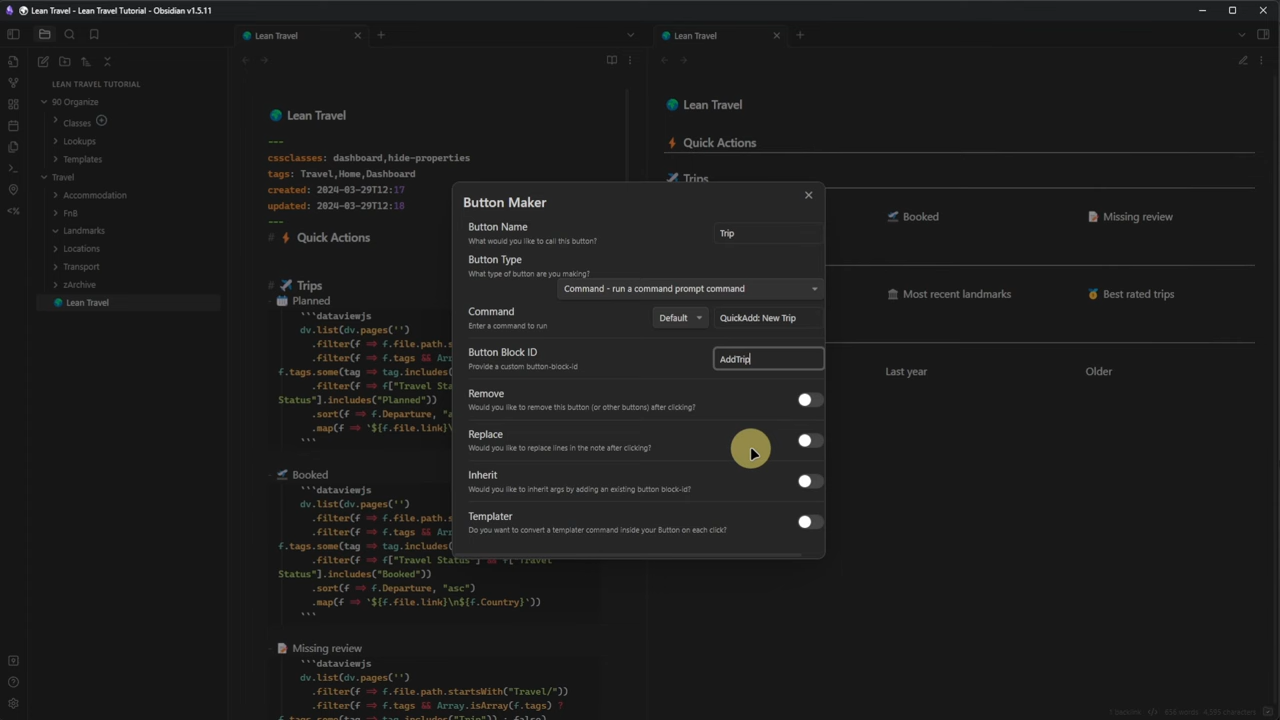 Lean Travel - Lean Travel Tutorial - Obsidian v1.5.11
Lean Travel
Lean Travel
LEAN TRAVEL TUTORIAL
90 Organize
Classes
Lookups
Templates
Travel
Accommodation
FnB
Landmarks
Locations
Transport
zArchive
Lean Travel
Lean Travel
---
cssclasses: dashboard,hide-properties
tags: Travel,Home,Dashboard
created: 2024-03-29T12:17
updated: 2024-03-29T12:18
---
# ⚡ Quick Actions
# Trips
Planned
```dataviewjs
dv.list(dv.pages('')
.filter(f => f.file.path.s
.filter(f => f.tags && Arr
f.tags.some(tag => tag.includes(
.filter(f => f["Travel Sta
Status"].includes("Planned"))
.sort(f => f.Departure, "a
.map(f => `${f.file.link}\
```
Booked
```dataviewjs
dv.list(dv.pages('')
.filter(f => f.file.path.s
.filter(f => f.tags && Ar
f.tags.some(tag => tag.includes(
.filter(f => f["Travel Status"] && f["Travel
Status"].includes("Booked"))
.sort(f => f.Departure, "asc")
.map(f => `${f.file.link}\n${f.Country}`))
```
Missing review
```dataviewjs
dv.list(dv.pages('')
.filter(f => f.file.path.startsWith("Travel/"))
.filter(f => f.tags && Array.isArray(f.tags) ?
Button Maker
Button Name
What would you like to call this button?
Trip
Button Type
What type of button are you making?
Command - run a command prompt command
Command
Enter a command to run
Default
QuickAdd: New Trip
Button Block ID
Provide a custom button-block-id
AddTrip
Remove
Would you like to remove this button (or other buttons) after clicking?
Replace
Would you like to replace lines in the note after clicking?
Inherit
Would you like to inherit args by adding an existing button block-id?
Templater
Do you want to convert a templater command inside your Button on each click?
Lean Travel
⚡ Quick Actions
Trips
Booked
Missing review
Most recent landmarks
Best rated trips
Last year
Older
1 backlink
656 words
4,595 characters